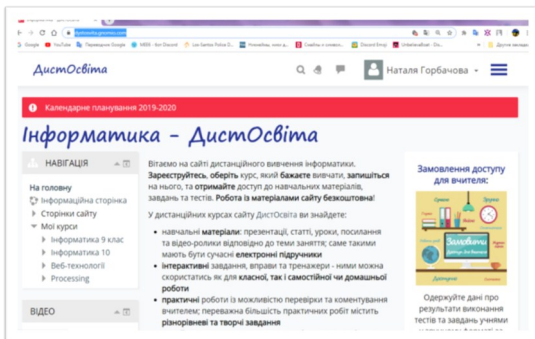 Google YouTube
ДистОсвіта
Наталя Горбачова
Календарне планування 2019-2020
Інформатика - ДистОсвіта
НАВІГАЦІЯ
На головну
Інформаційна сторінка
Сторінки сайту
Мої курси
Інформатика 9 клас
Інформатика 10
Веб-технології
Processing
ВІДЕО
Вітаємо на сайті дистанційного вивчення інформатики.
Зареєструйтесь, оберіть курс, який бажаєте вивчати, запишіться
на нього, та отримайте доступ до навчальних матеріалів,
завдань та тестів. Робота із матеріалами сайту безкоштовна!
У дистанційних курсах сайту ДистОсвіта ви знайдете:
навчальні матеріали: презентації, статті, уроки, посилання
та відео-ролики відповідно до теми заняття; саме такими
мають бути сучасні електронні підручники
інтерактивні завдання, вправи та тренажери - ними можна
скористатись як для класної, так і самостійної чи домашньої
роботи
практичні роботи із можливістю перевірки та коментування
вчителем; переважна більшість практичних робіт містить
різнорівневі та творчі завдання
Замовлення доступу
для вчителя:
Замовити
Одержуйте дані про
результати виконання
тестів та завдань учнями